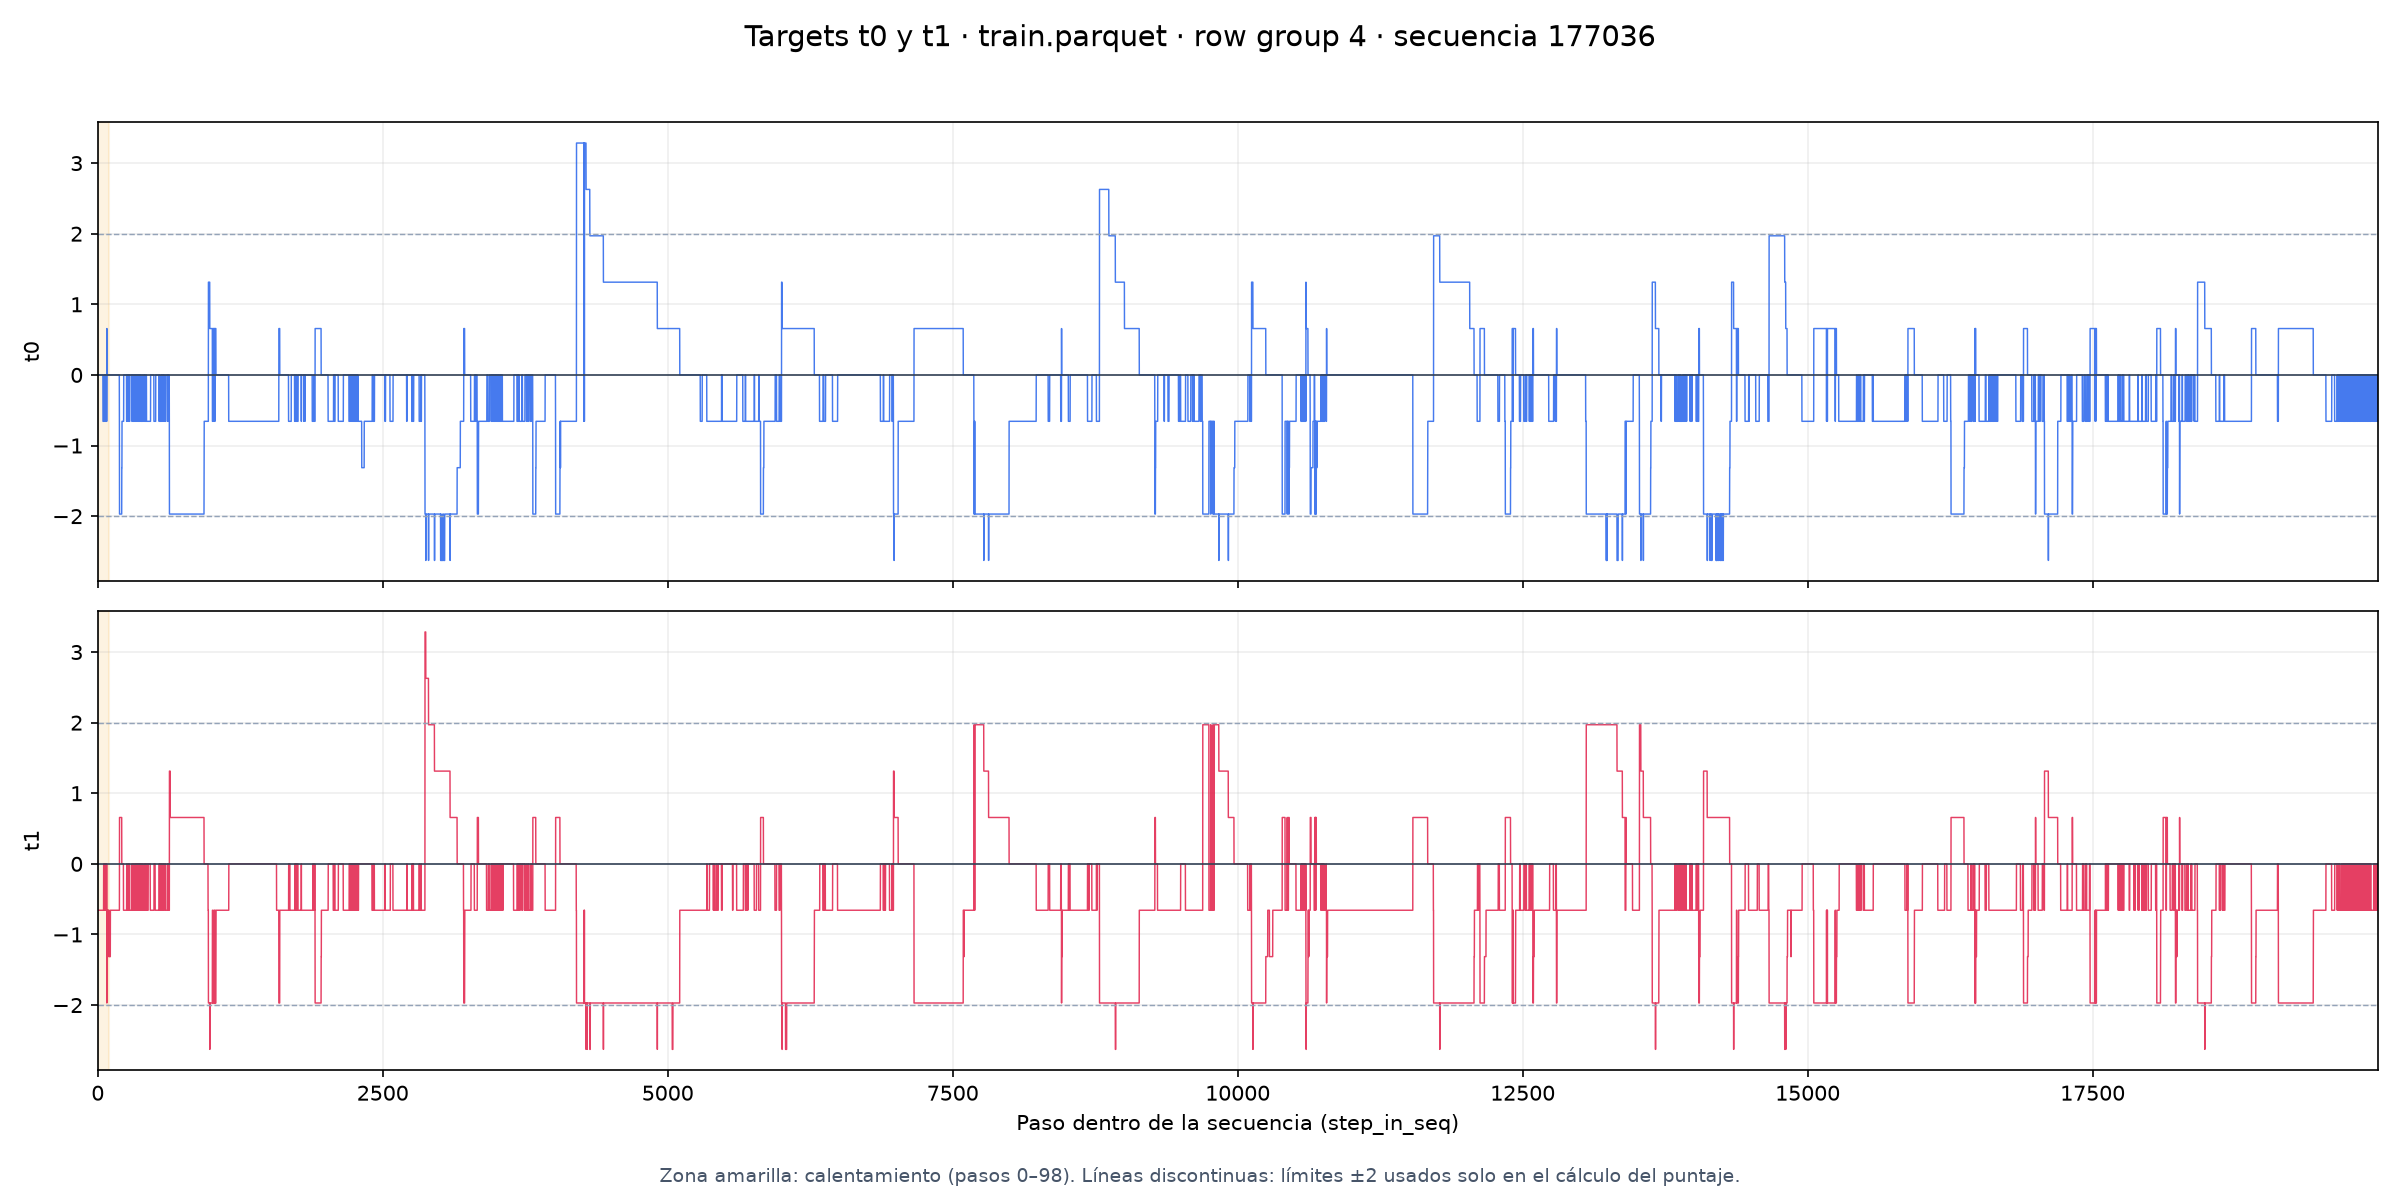 Targets t0 y t1 · train.parquet · row group 4 · secuencia 177036
3
2
1
0
−1
−2
t0
3
2
1
0
−1
−2
t1
0 2500 5000 7500 10000 12500 15000 17500
Paso dentro de la secuencia (step_in_seq)
Zona amarilla: calentamiento (pasos 0–98). Líneas discontinuas: límites ±2 usados solo en el cálculo del puntaje.